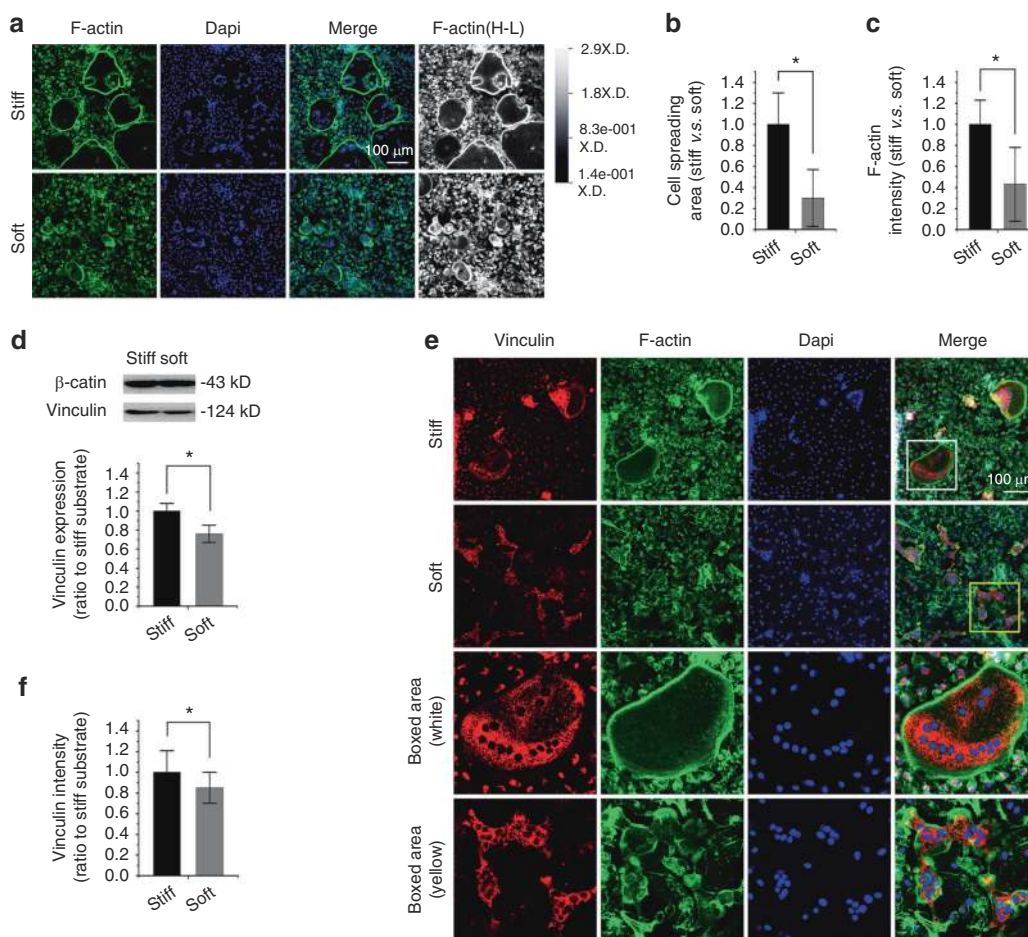 a
F-actin Dapi Merge F-actin(H-L)
Stiff
Soft
100 μm
2.9X.D.
1.8X.D.
8.3e-001
X.D.
1.4e-001
X.D.
b
Cell spreading
area (stiff v.s. soft)
1.4
1.2
1.0
0.8
0.6
0.4
0.2
0.0
*
Stiff Soft
c
F-actin
intensity (stiff v.s. soft)
1.4
1.2
1.0
0.8
0.6
0.4
0.2
0.0
*
Stiff Soft
d
Stiff soft
β-catin -43 kD
Vinculin -124 kD
Vinculin expression
(ratio to stiff substrate)
1.4
1.2
1.0
0.8
0.6
0.4
0.2
0.0
*
Stiff Soft
e
Vinculin F-actin Dapi Merge
Stiff
100 μm
Soft
Boxed area
(white)
Boxed area
(yellow)
f
Vinculin intensity
(ratio to stiff substrate)
1.4
1.2
1.0
0.8
0.6
0.4
0.2
0
*
Stiff Soft